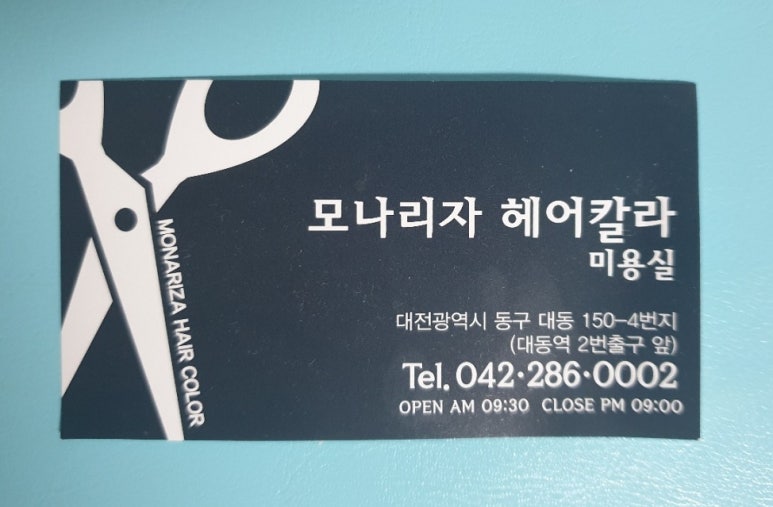 모나리자 헤어칼라
미용실
MONARIZA HAIR COLOR
대전광역시 동구 대동 150-4번지
(대동역 2번출구 앞)
Tel. 042·286·0002
OPEN AM 09:30 CLOSE PM 09:00